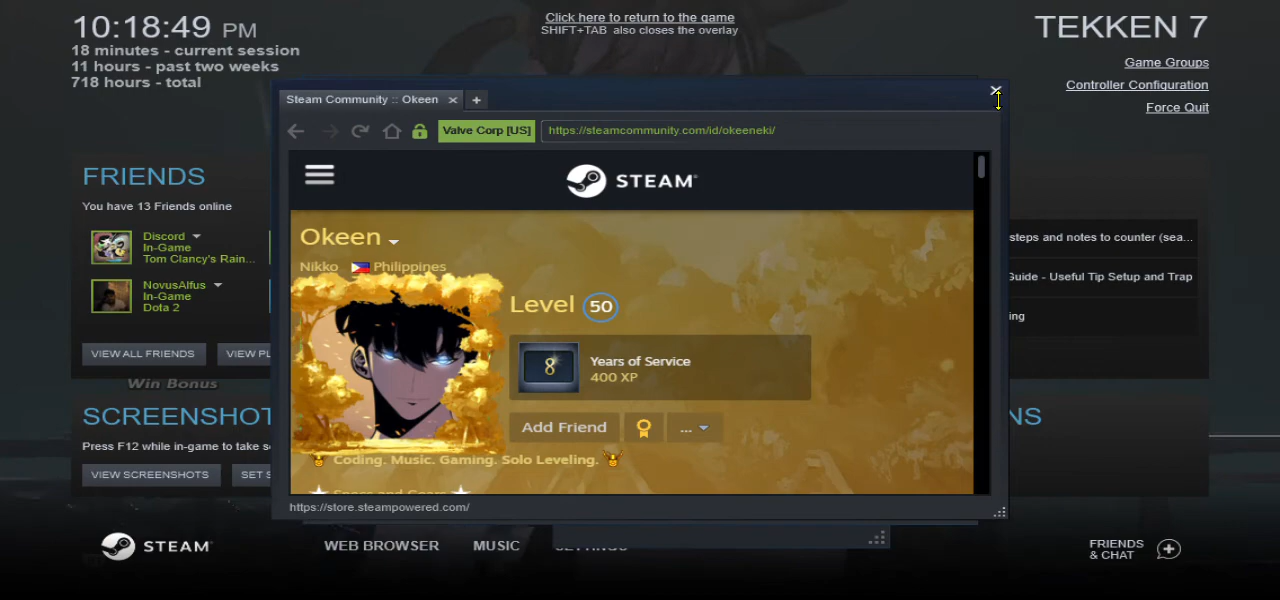 10:18:49 PM
18 minutes - current session
11 hours - past two weeks
718 hours - total
Click here to return to the game
SHIFT+TAB also closes the overlay
TEKKEN 7
Game Groups
Controller Configuration
Force Quit
Steam Community :: Okeen
Valve Corp [US]
https://steamcommunity.com/id/okeeneki/
STEAM
FRIENDS
You have 13 Friends online
Discord
In-Game
Tom Clancy's Rain...
NovusAlfus
In-Game
Dota 2
VIEW ALL FRIENDS
VIEW PL
Win Bonus
Okeen
Nikko Philippines
Level 50
8
Years of Service
400 XP
Add Friend
...
Coding. Music. Gaming. Solo Leveling.
https://store.steampowered.com/
steps and notes to counter (sea...
Guide - Useful Tip Setup and Trap
ing
SCREENSHOT
Press F12 while in-game to take s
VIEW SCREENSHOTS
SET S
NS
STEAM
WEB BROWSER
MUSIC
SETTINGS
FRIENDS
& CHAT